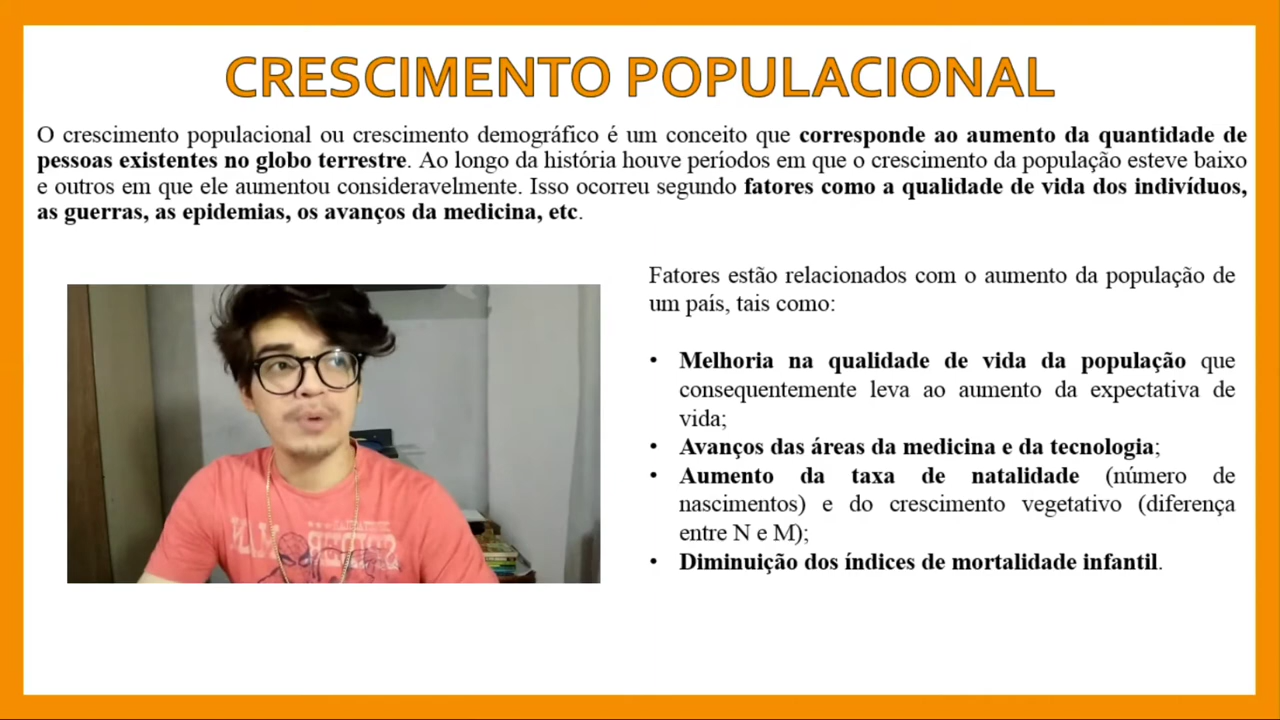 CRESCIMENTO POPULACIONAL
O crescimento populacional ou crescimento demográfico é um conceito que corresponde ao aumento da quantidade de
pessoas existentes no globo terrestre. Ao longo da história houve períodos em que o crescimento da população esteve baixo
e outros em que ele aumentou consideravelmente. Isso ocorreu segundo fatores como a qualidade de vida dos indivíduos,
as guerras, as epidemias, os avanços da medicina, etc.
Fatores estão relacionados com o aumento da população de
um país, tais como:
• Melhoria na qualidade de vida da população que
consequentemente leva ao aumento da expectativa de
vida;
• Avanços das áreas da medicina e da tecnologia;
• Aumento da taxa de natalidade (número de
nascimentos) e do crescimento vegetativo (diferença
entre N e M);
• Diminuição dos índices de mortalidade infantil.